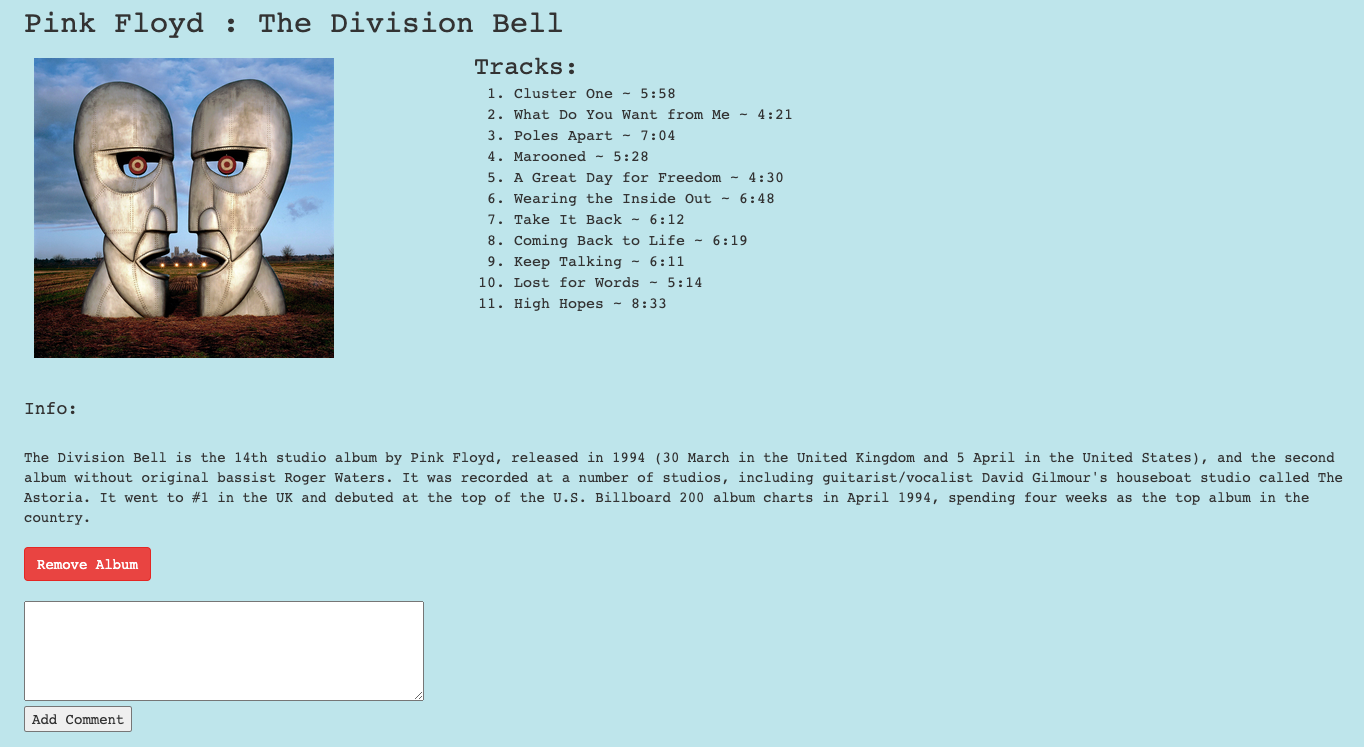 Pink Floyd : The Division Bell
Tracks:
1. Cluster One ~ 5:58
2. What Do You Want from Me ~ 4:21
3. Poles Apart ~ 7:04
4. Marooned ~ 5:28
5. A Great Day for Freedom ~ 4:30
6. Wearing the Inside Out ~ 6:48
7. Take It Back ~ 6:12
8. Coming Back to Life ~ 6:19
9. Keep Talking ~ 6:11
10. Lost for Words ~ 5:14
11. High Hopes ~ 8:33
Info:
The Division Bell is the 14th studio album by Pink Floyd, released in 1994 (30 March in the United Kingdom and 5 April in the United States), and the second
album without original bassist Roger Waters. It was recorded at a number of studios, including guitarist/vocalist David Gilmour's houseboat studio called The
Astoria. It went to #1 in the UK and debuted at the top of the U.S. Billboard 200 album charts in April 1994, spending four weeks as the top album in the
country.
Remove Album
Add Comment